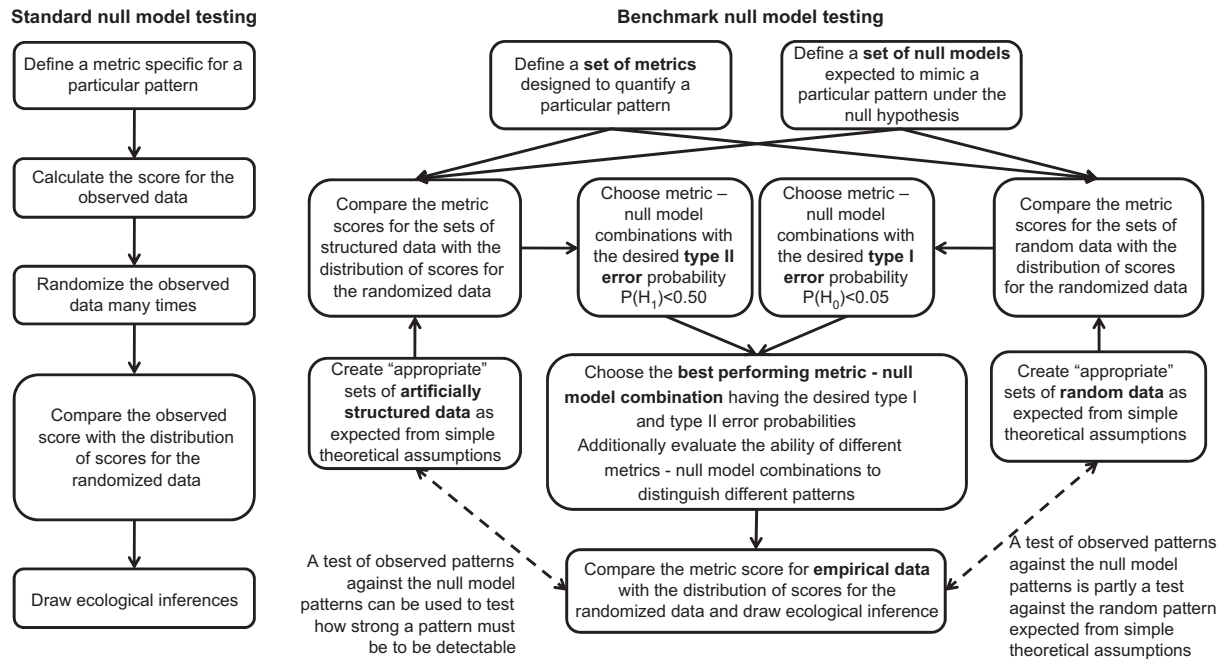 Standard null model testing
Define a metric specific for a
particular pattern
Calculate the score for the
observed data
Randomize the observed
data many times
Compare the observed
score with the distribution
of scores for the
randomized data
Draw ecological inferences
Benchmark null model testing
Define a set of metrics
designed to quantify a
particular pattern
Define a set of null models
expected to mimic a
particular pattern under the
null hypothesis
Compare the metric
scores for the sets of
structured data with the
distribution of scores for
the randomized data
Choose metric –
null model
combinations with
the desired type II
error probability
P(H₁)<0.50
Choose metric –
null model
combinations with
the desired type I
error probability
P(H₀)<0.05
Compare the metric
scores for the sets of
random data with the
distribution of scores
for the randomized data
Create “appropriate”
sets of artificially
structured data as
expected from simple
theoretical assumptions
Choose the best performing metric - null
model combination having the desired type I
and type II error probabilities
Additionally evaluate the ability of different
metrics - null model combinations to
distinguish different patterns
Create “appropriate”
sets of random data as
expected from simple
theoretical assumptions
A test of observed patterns
against the null model
patterns can be used to test
how strong a pattern must
be to be detectable
Compare the metric score for empirical data
with the distribution of scores for the
randomized data and draw ecological inference
A test of observed patterns
against the null model
patterns is partly a test
against the random pattern
expected from simple
theoretical assumptions